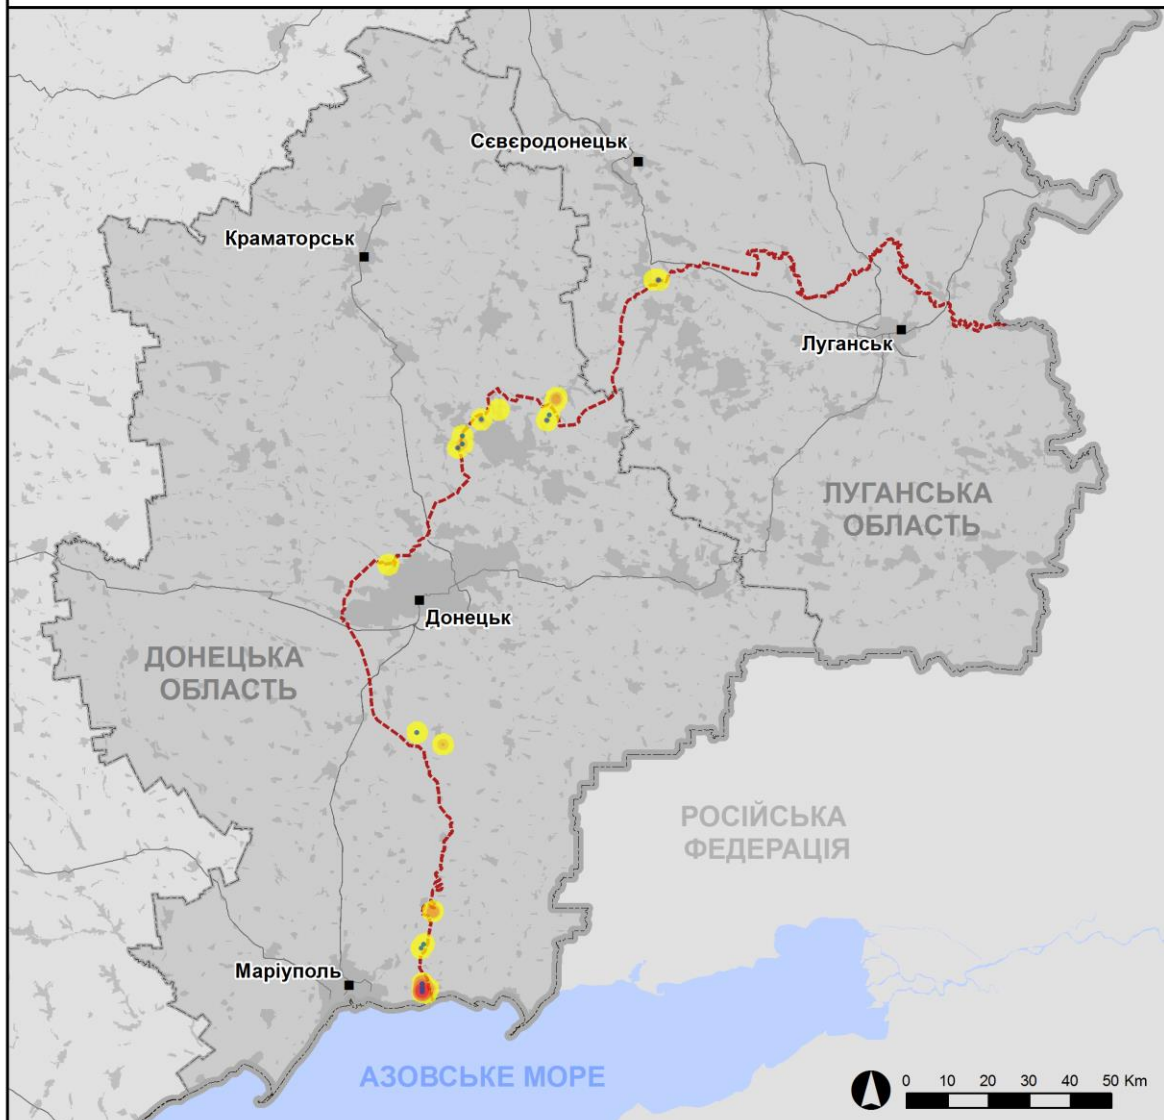 Сєвєродонецьк
Краматорськ
Луганськ
ЛУГАНСЬКА
ОБЛАСТЬ
Донецьк
ДОНЕЦЬКА
ОБЛАСТЬ
РОСІЙСЬКА
ФЕДЕРАЦІЯ
Маріуполь
АЗОВСЬКЕ МОРЕ
0 10 20 30 40 50 Km